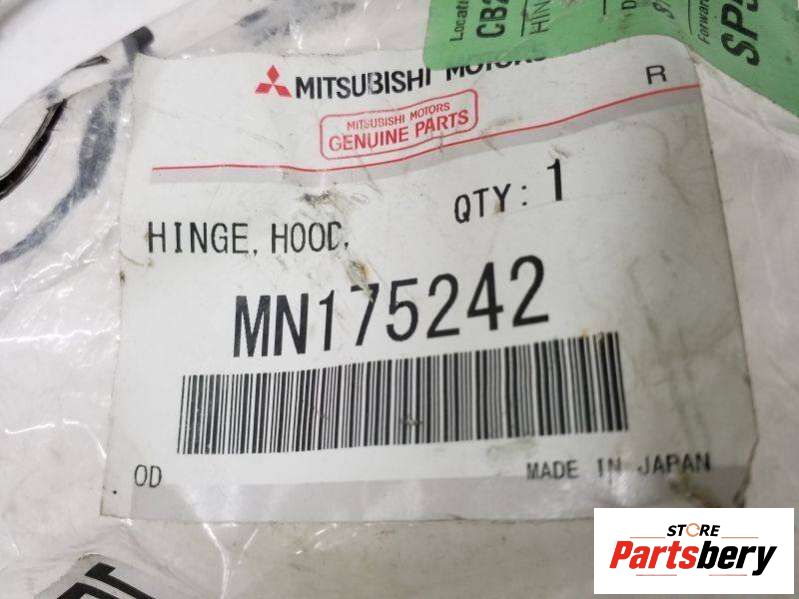 MITSUBISHI MOTORS
R
MITSUBISHI MOTORS
GENUINE PARTS
QTY: 1
HINGE, HOOD,
MN175242
OD
MADE IN JAPAN
STORE
Partsbery